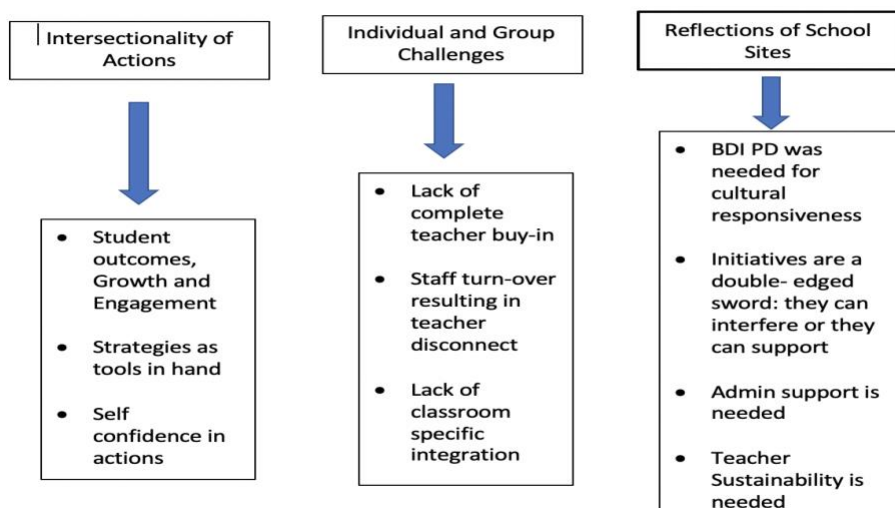 Intersectionality of
Actions
• Student
outcomes,
Growth and
Engagement
• Strategies as
tools in hand
• Self
confidence in
actions
Individual and Group
Challenges
• Lack of
complete
teacher buy-in
• Staff turn-over
resulting in
teacher
disconnect
• Lack of
classroom
specific
integration
Reflections of School
Sites
• BDI PD was
needed for
cultural
responsiveness
• Initiatives are a
double- edged
sword: they can
interfere or they
can support
• Admin support is
needed
• Teacher
Sustainability is
needed